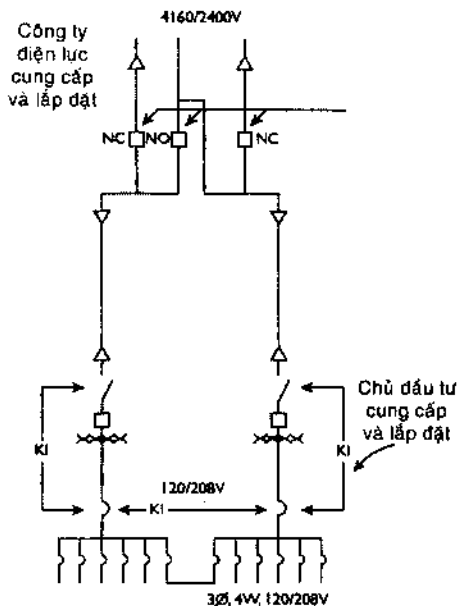 4160/2400V
Công ty
điện lực
cung cấp
và lắp đặt
NC
NO
NC
Chủ đầu tư
cung cấp
và lắp đặt
KI
KI
120/208V
KI
3Ø, 4W, 120/208V